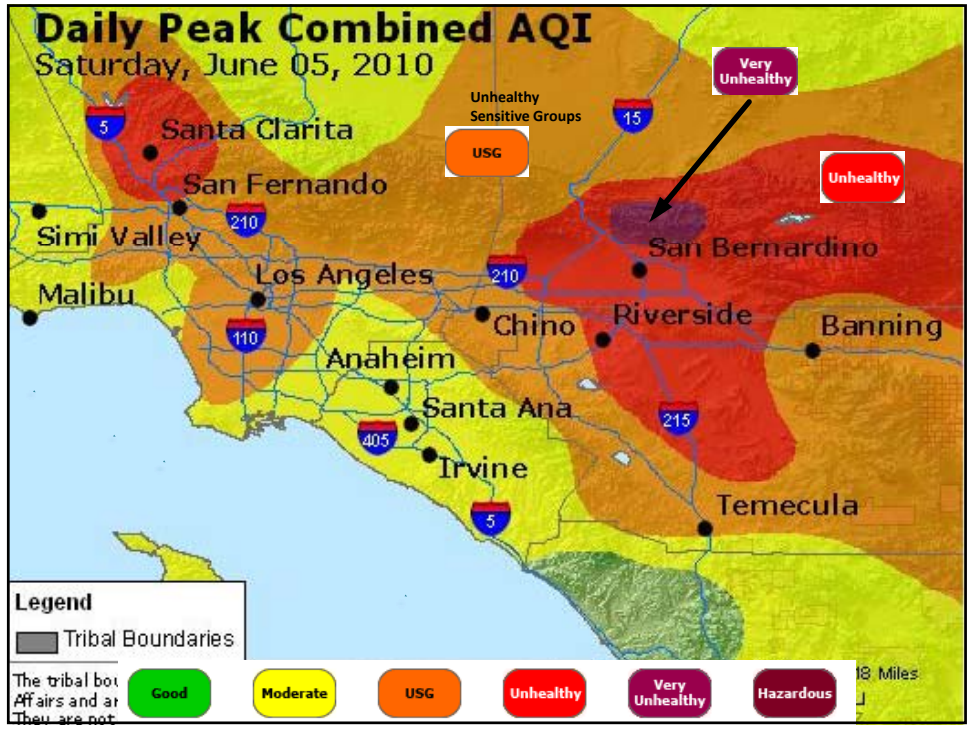 Daily Peak Combined AQI
Saturday, June 05, 2010
Very
Unhealthy
Unhealthy
Sensitive Groups
USG
15
5
Santa Clarita
Unhealthy
San Fernando
210
Simi Valley
San Bernardino
Los Angeles
210
Malibu
Chino
Riverside
Banning
110
Anaheim
Santa Ana
215
405
Irvine
Temecula
5
Legend
Tribal Boundaries
The tribal
Affairs and
They are not
18 Miles
Good
Moderate
USG
Unhealthy
Very
Unhealthy
Hazardous